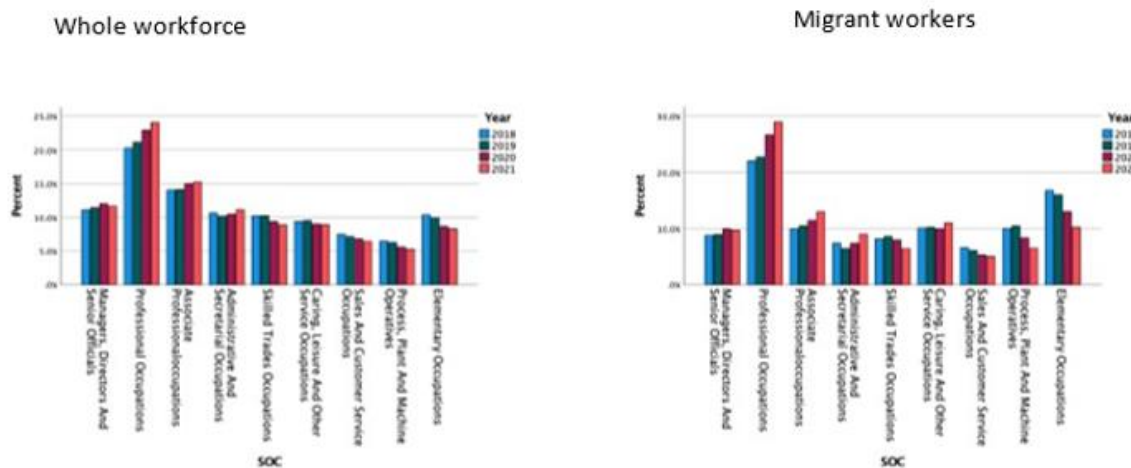 Whole workforce
Migrant workers
25.0%
20.0%
15.0%
10.0%
5.0%
.0%
Percent
Year
2018
2019
2020
2021
Managers, Directors And
Senior Officials
Professional Occupations
Associate
Professionaloccupations
Administrative And
Secretarial Occupations
Skilled Trades Occupations
Caring, Leisure And Other
Service Occupations
Sales And Customer Service
Occupations
Process, Plant And Machine
Operatives
Elementary Occupations
SOC
30.0%
20.0%
10.0%
.0%
Percent
Year
201
201
202
202
Managers, Directors And
Senior Officials
Professional Occupations
Associate
Professionaloccupations
Administrative And
Secretarial Occupations
Skilled Trades Occupations
Caring, Leisure And Other
Service Occupations
Sales And Customer Service
Occupations
Process, Plant And Machine
Operatives
Elementary Occupations
SOC